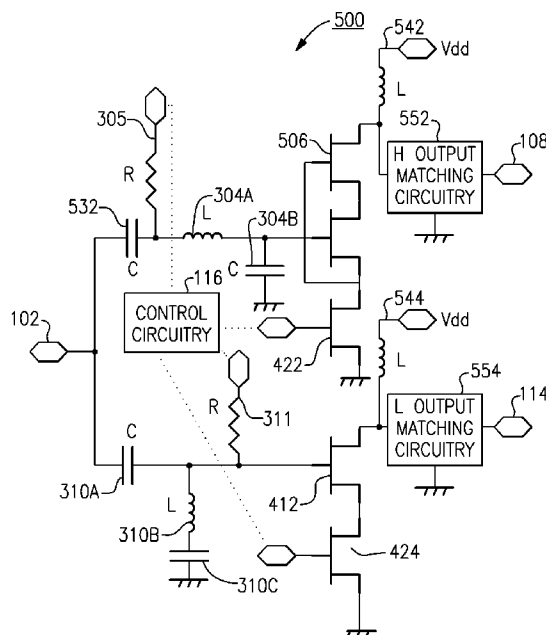 500
542
Vdd
L
305
506
552
108
H OUTPUT
MATCHING
CIRCUITRY
R
304A
532
L
304B
C
C
116
CONTROL
CIRCUITRY
102
544
Vdd
L
422
554
114
R
311
L OUTPUT
MATCHING
CIRCUITRY
C
310A
L
412
310B
310C
424